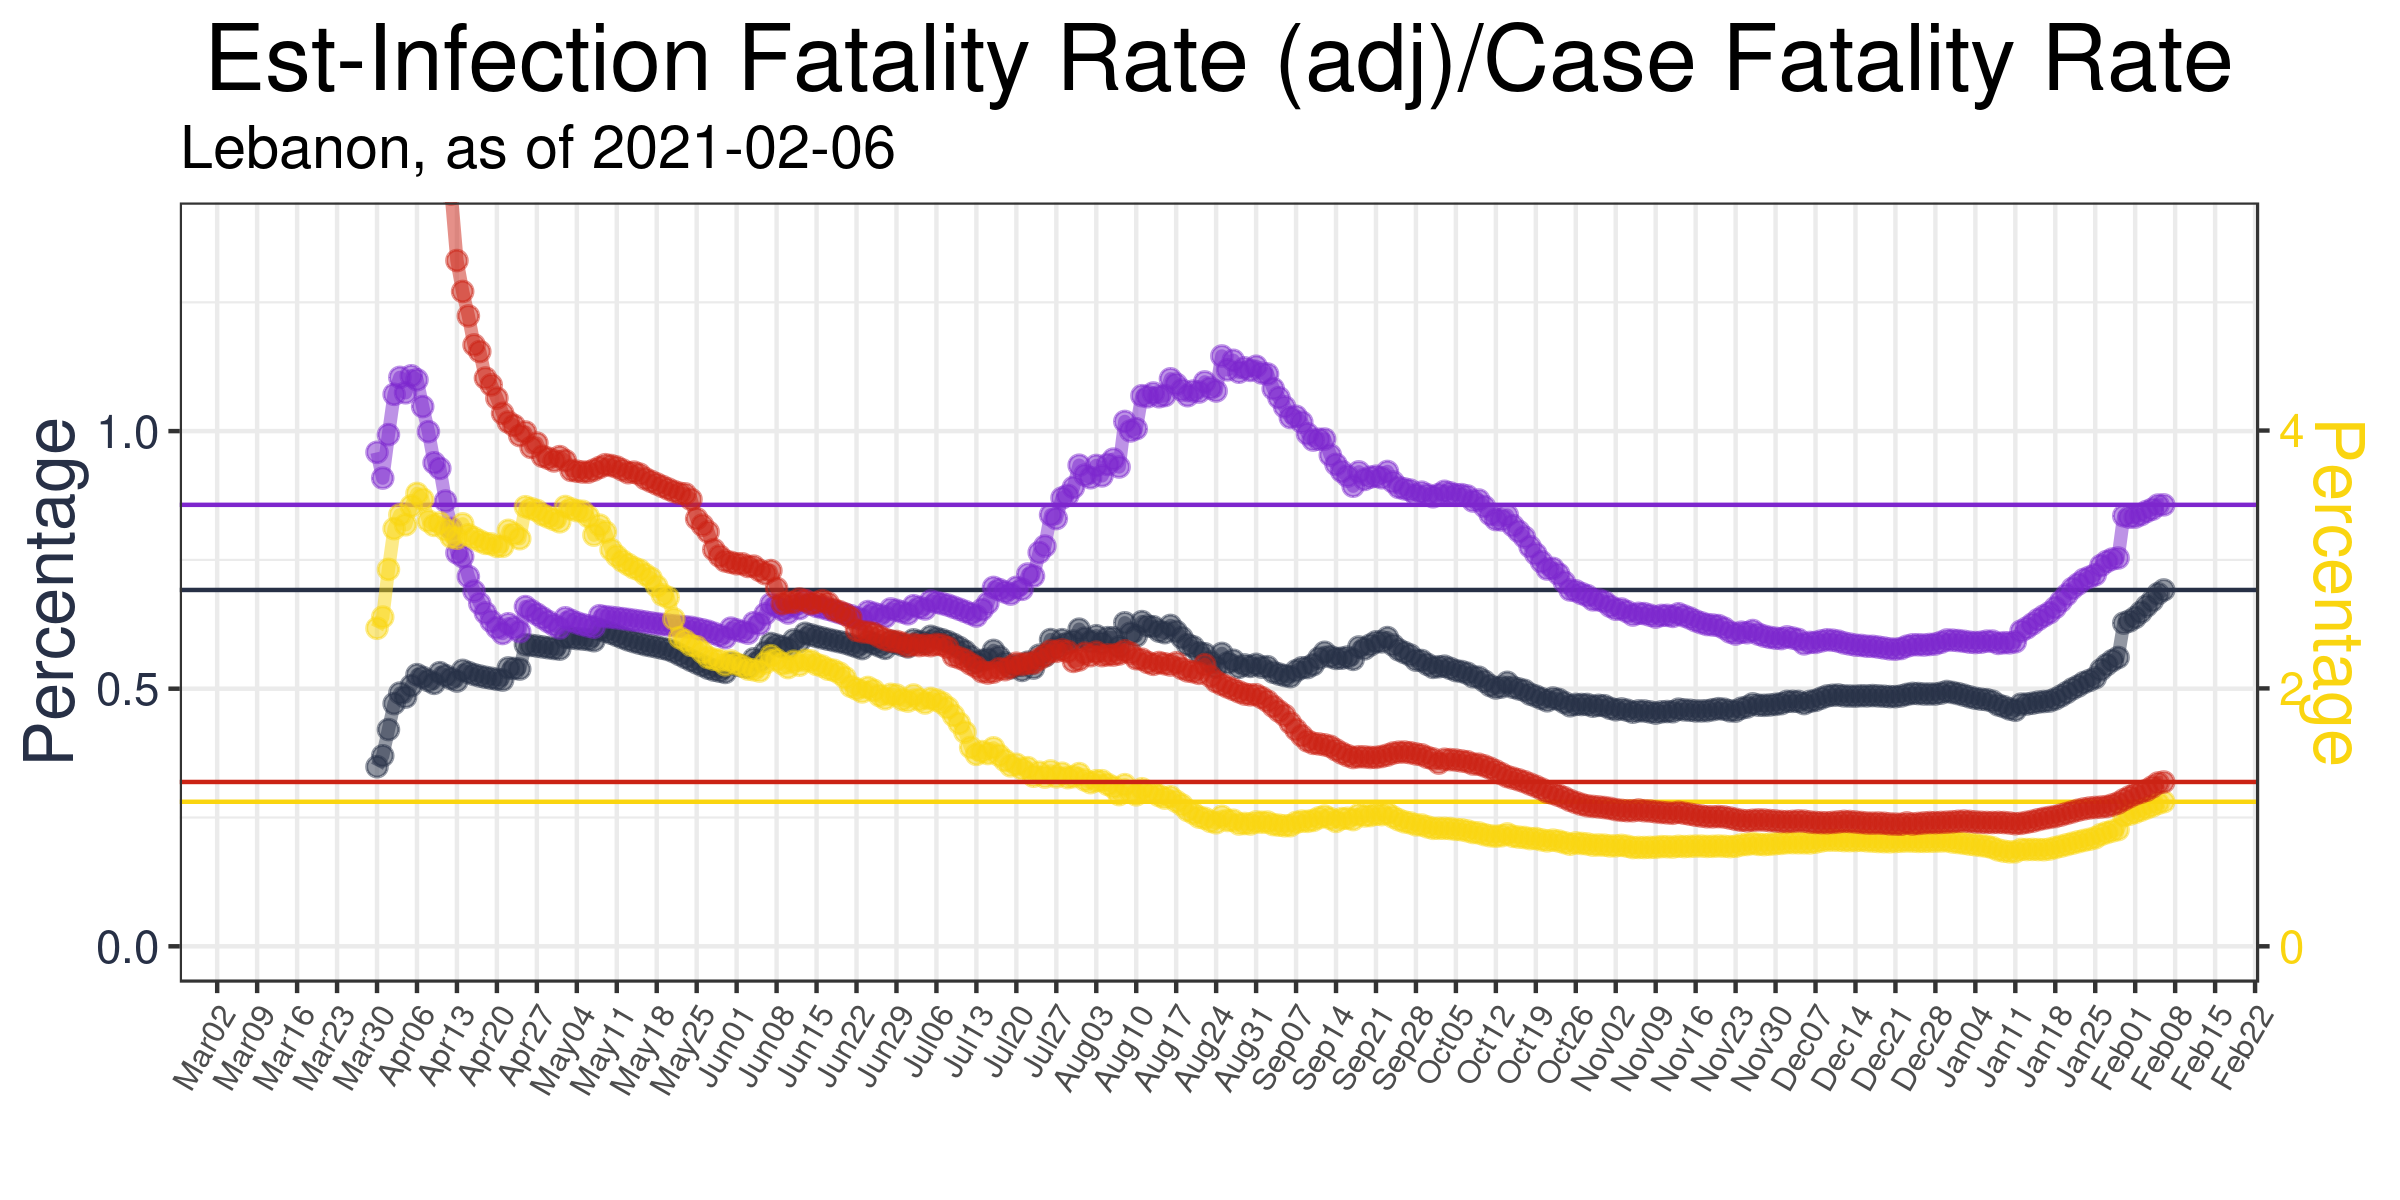 Est-Infection Fatality Rate (adj)/Case Fatality Rate
Lebanon, as of 2021-02-06
Percentage
1.0
0.5
0.0
4
2
0
Percentage
Mar02
Mar09
Mar16
Mar23
Mar30
Apr06
Apr13
Apr20
Apr27
May04
May11
May18
May25
Jun01
Jun08
Jun15
Jun22
Jun29
Jul06
Jul13
Jul20
Jul27
Aug03
Aug10
Aug17
Aug24
Aug31
Sep07
Sep14
Sep21
Sep28
Oct05
Oct12
Oct19
Oct26
Nov02
Nov09
Nov16
Nov23
Nov30
Dec07
Dec14
Dec21
Dec28
Jan04
Jan11
Jan18
Jan25
Feb01
Feb08
Feb15
Feb22